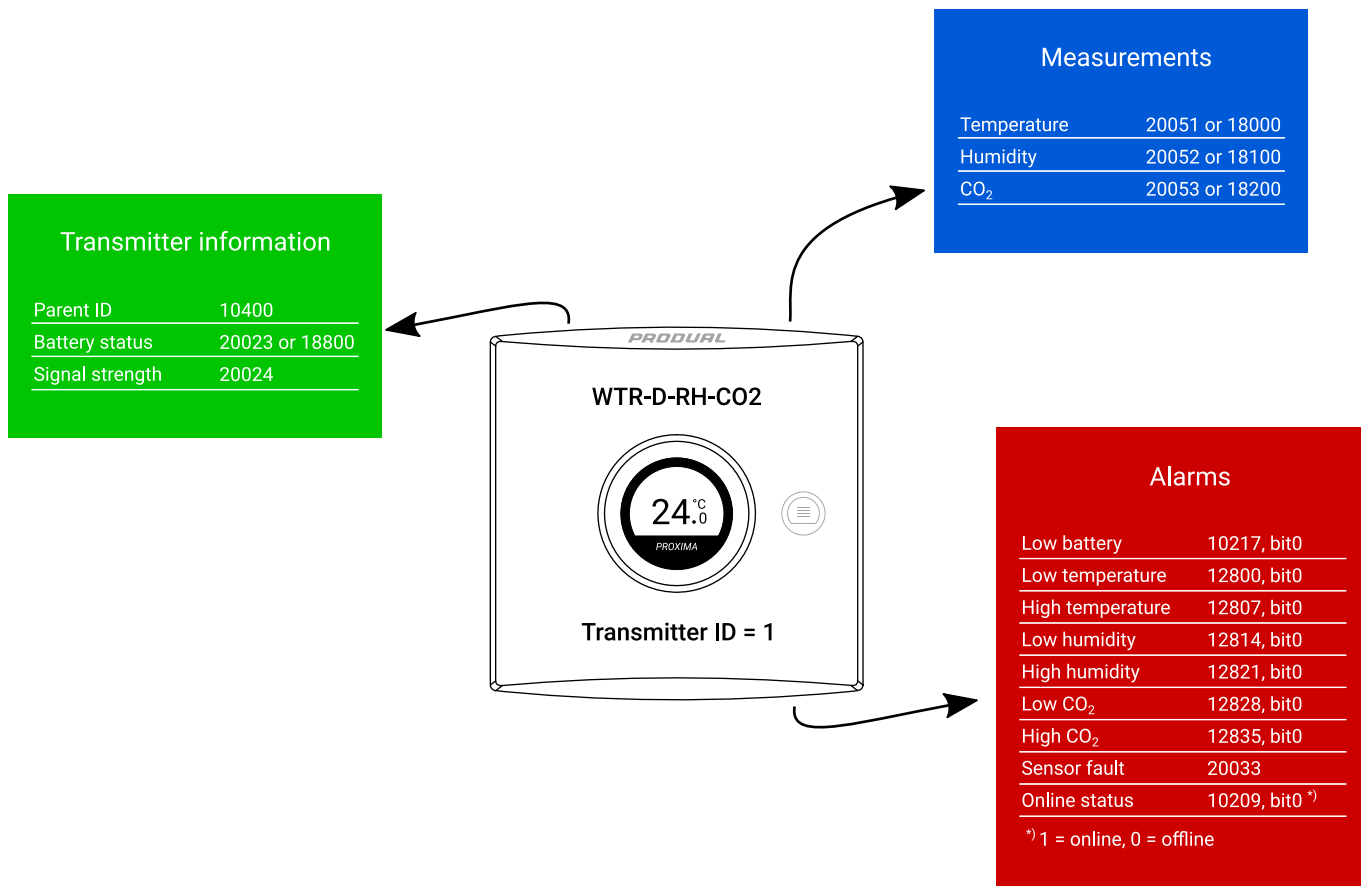 Measurements
Temperature 20051 or 18000
Humidity 20052 or 18100
CO₂ 20053 or 18200
Transmitter information
Parent ID 10400
Battery status 20023 or 18800
Signal strength 20024
PRODUAL
WTR-D-RH-CO2
24.0 °C
PROXIMA
Transmitter ID = 1
Alarms
Low battery 10217, bit0
Low temperature 12800, bit0
High temperature 12807, bit0
Low humidity 12814, bit0
High humidity 12821, bit0
Low CO₂ 12828, bit0
High CO₂ 12835, bit0
Sensor fault 20033
Online status 10209, bit0 *)
*) 1 = online, 0 = offline